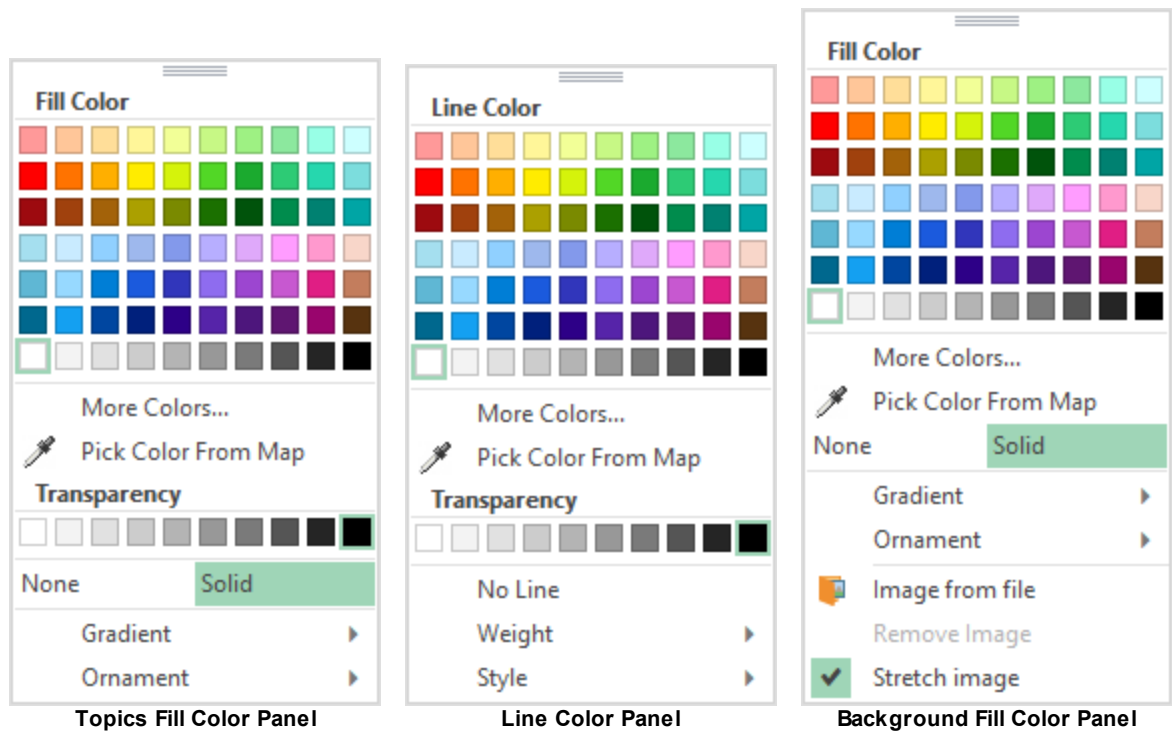 Fill Color
More Colors...
Pick Color From Map
Transparency
None Solid
Gradient
Ornament
Topics Fill Color Panel
Line Color
More Colors...
Pick Color From Map
Transparency
No Line
Weight
Style
Line Color Panel
Fill Color
More Colors...
Pick Color From Map
None Solid
Gradient
Ornament
Image from file
Remove Image
Stretch image
Background Fill Color Panel